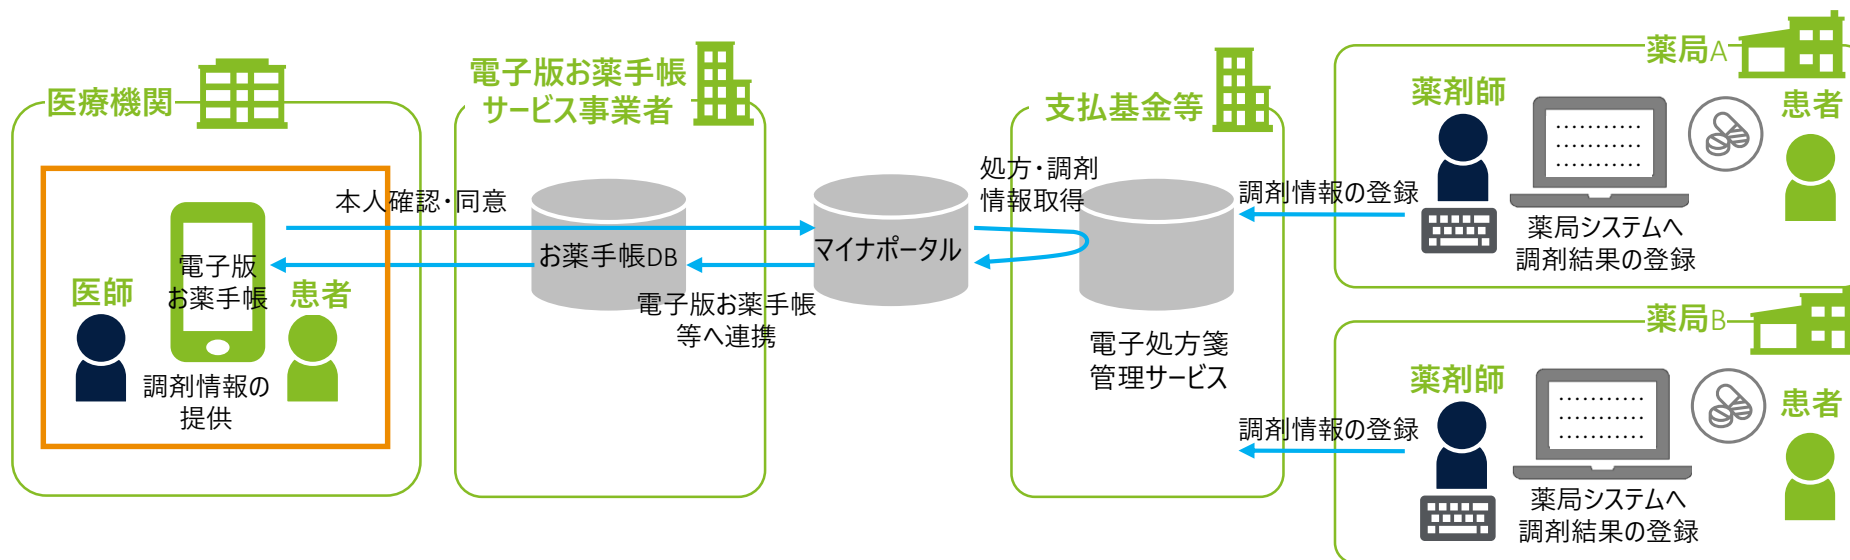 医療機関
本人確認・同意
電子版
お薬手帳
医師
患者
調剤情報の
提供
電子版お薬手帳
サービス事業者
お薬手帳DB
電子版お薬手帳
等へ連携
マイナポータル
処方・調剤
情報取得
支払基金等
電子処方箋
管理サービス
調剤情報の登録
薬局A
薬剤師
患者
薬局システムへ
調剤結果の登録
調剤情報の登録
薬局B
薬剤師
患者
薬局システムへ
調剤結果の登録